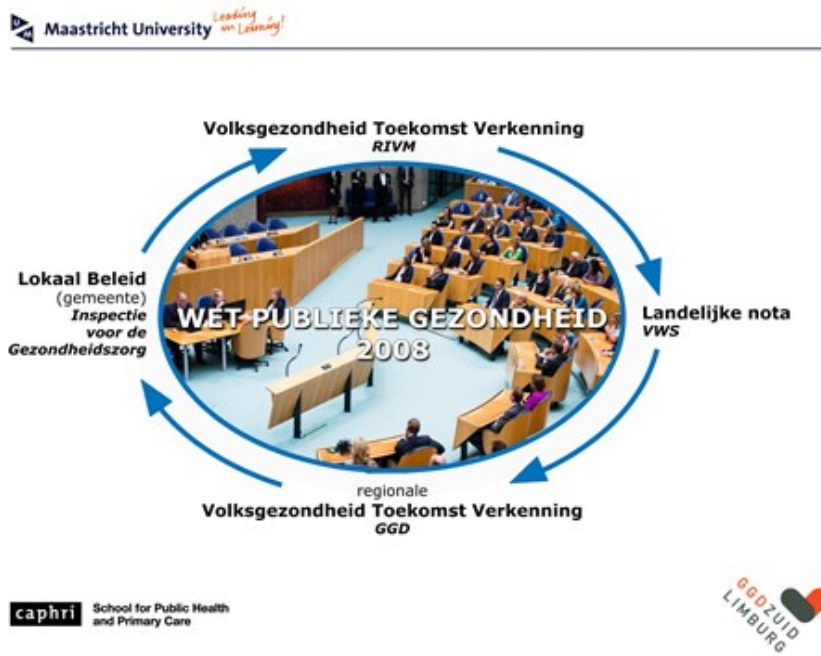 UM Maastricht University Leading in Learning!
Volksgezondheid Toekomst Verkenning
RIVM
Lokaal Beleid
(gemeente)
Inspectie
voor de
Gezondheidszorg
WET PUBLIEKE GEZONDHEID
2008
Landelijke nota
VWS
regionale
Volksgezondheid Toekomst Verkenning
GGD
caphri School for Public Health
and Primary Care
GGD ZUID
LIMBURG